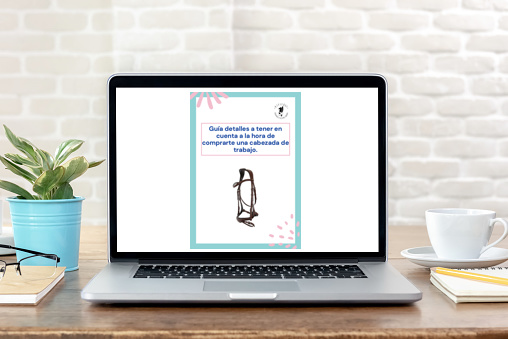 Guía detalles a tener en
cuenta a la hora de
comprarte una cabezada de
trabajo.